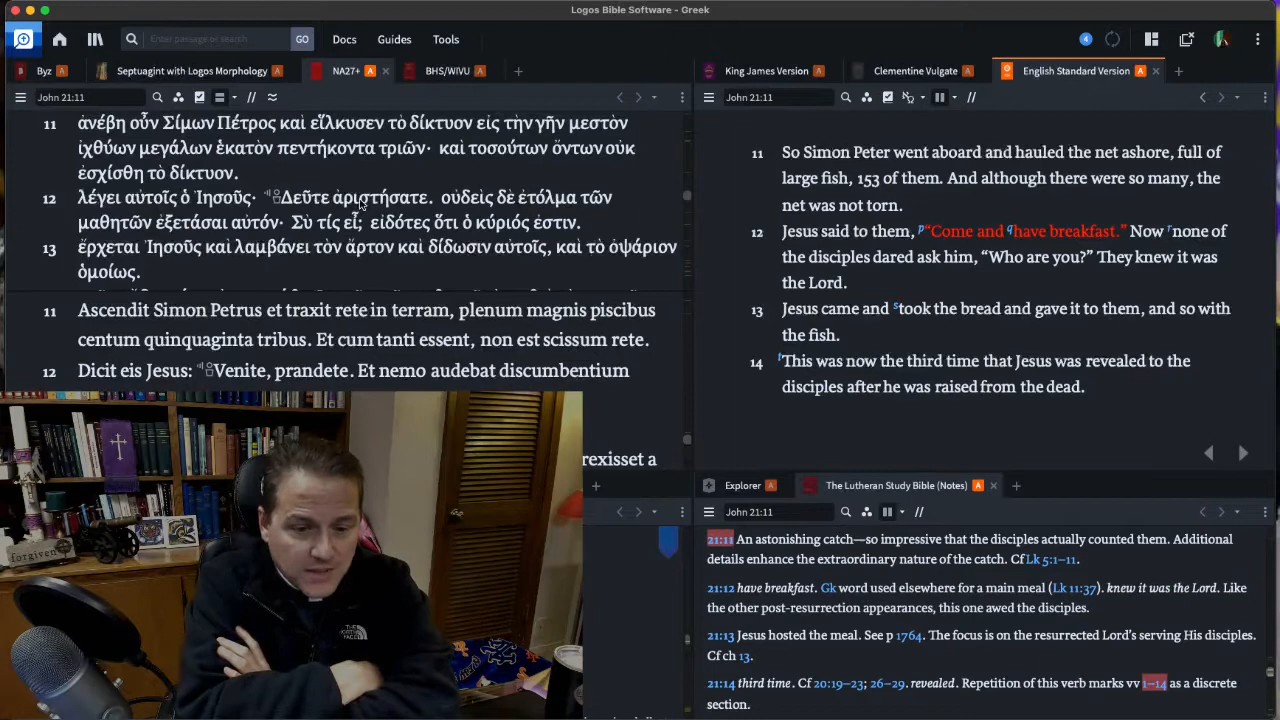 Logos Bible Software - Greek
Enter passage or search GO Docs Guides Tools 4
Byz A Septuagint with Logos Morphology A NA27+ A BHS/WIVU A
King James Version A Clementine Vulgate A English Standard Version A
John 21:11
John 21:11
11 ἀνέβη οὖν Σίμων Πέτρος καὶ εἵλκυσεν τὸ δίκτυον εἰς τὴν γῆν μεστὸν
ἰχθύων μεγάλων ἑκατὸν πεντήκοντα τριῶν· καὶ τοσούτων ὄντων οὐκ
ἐσχίσθη τὸ δίκτυον.
12 λέγει αὐτοῖς ὁ Ἰησοῦς· Δεῦτε ἀριστήσατε. οὐδεὶς δὲ ἐτόλμα τῶν
μαθητῶν ἐξετάσαι αὐτόν· Σὺ τίς εἶ; εἰδότες ὅτι ὁ κύριός ἐστιν.
13 ἔρχεται Ἰησοῦς καὶ λαμβάνει τὸν ἄρτον καὶ δίδωσιν αὐτοῖς, καὶ τὸ ὀψάριον
ὁμοίως.
11 Ascendit Simon Petrus et traxit rete in terram, plenum magnis piscibus
centum quinquaginta tribus. Et cum tanti essent, non est scissum rete.
12 Dicit eis Jesus: Venite, prandete. Et nemo audebat discumbentium
rexisset a
11 So Simon Peter went aboard and hauled the net ashore, full of
large fish, 153 of them. And although there were so many, the
net was not torn.
12 Jesus said to them, p“Come and qhave breakfast.” Now rnone of
the disciples dared ask him, “Who are you?” They knew it was
the Lord.
13 Jesus came and stook the bread and gave it to them, and so with
the fish.
14 tThis was now the third time that Jesus was revealed to the
disciples after he was raised from the dead.
Explorer A The Lutheran Study Bible (Notes) A
John 21:11
21:11 An astonishing catch—so impressive that the disciples actually counted them. Additional
details enhance the extraordinary nature of the catch. Cf Lk 5:1–11.
21:12 have breakfast. Gk word used elsewhere for a main meal (Lk 11:37). knew it was the Lord. Like
the other post-resurrection appearances, this one awed the disciples.
21:13 Jesus hosted the meal. See p 1764. The focus is on the resurrected Lord’s serving His disciples.
Cf ch 13.
21:14 third time. Cf 20:19–23; 26–29. revealed. Repetition of this verb marks vv 1–14 as a discrete
section.
forgiven
THE NORTH FACE